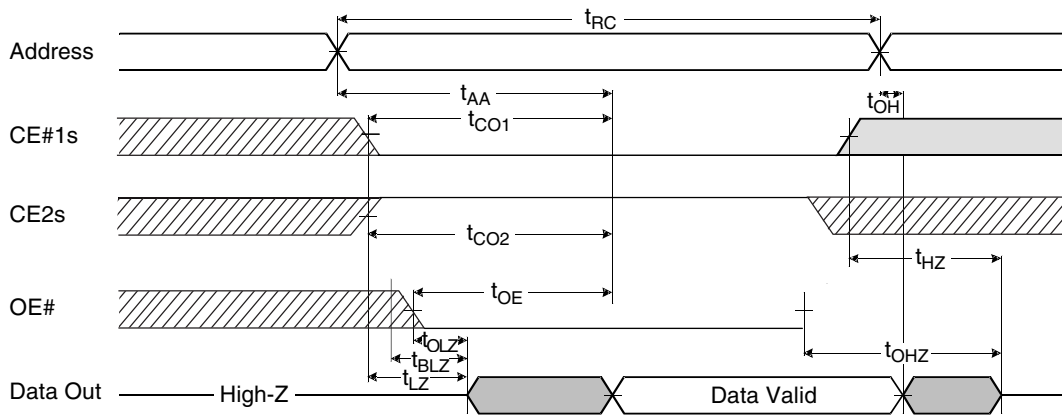 tRC
Address
tAA
tOH
tCO1
CE#1s
CE2s
tCO2
tHZ
tOE
OE#
tOLZ
tBLZ
tOHZ
tLZ
Data Out
High-Z
Data Valid